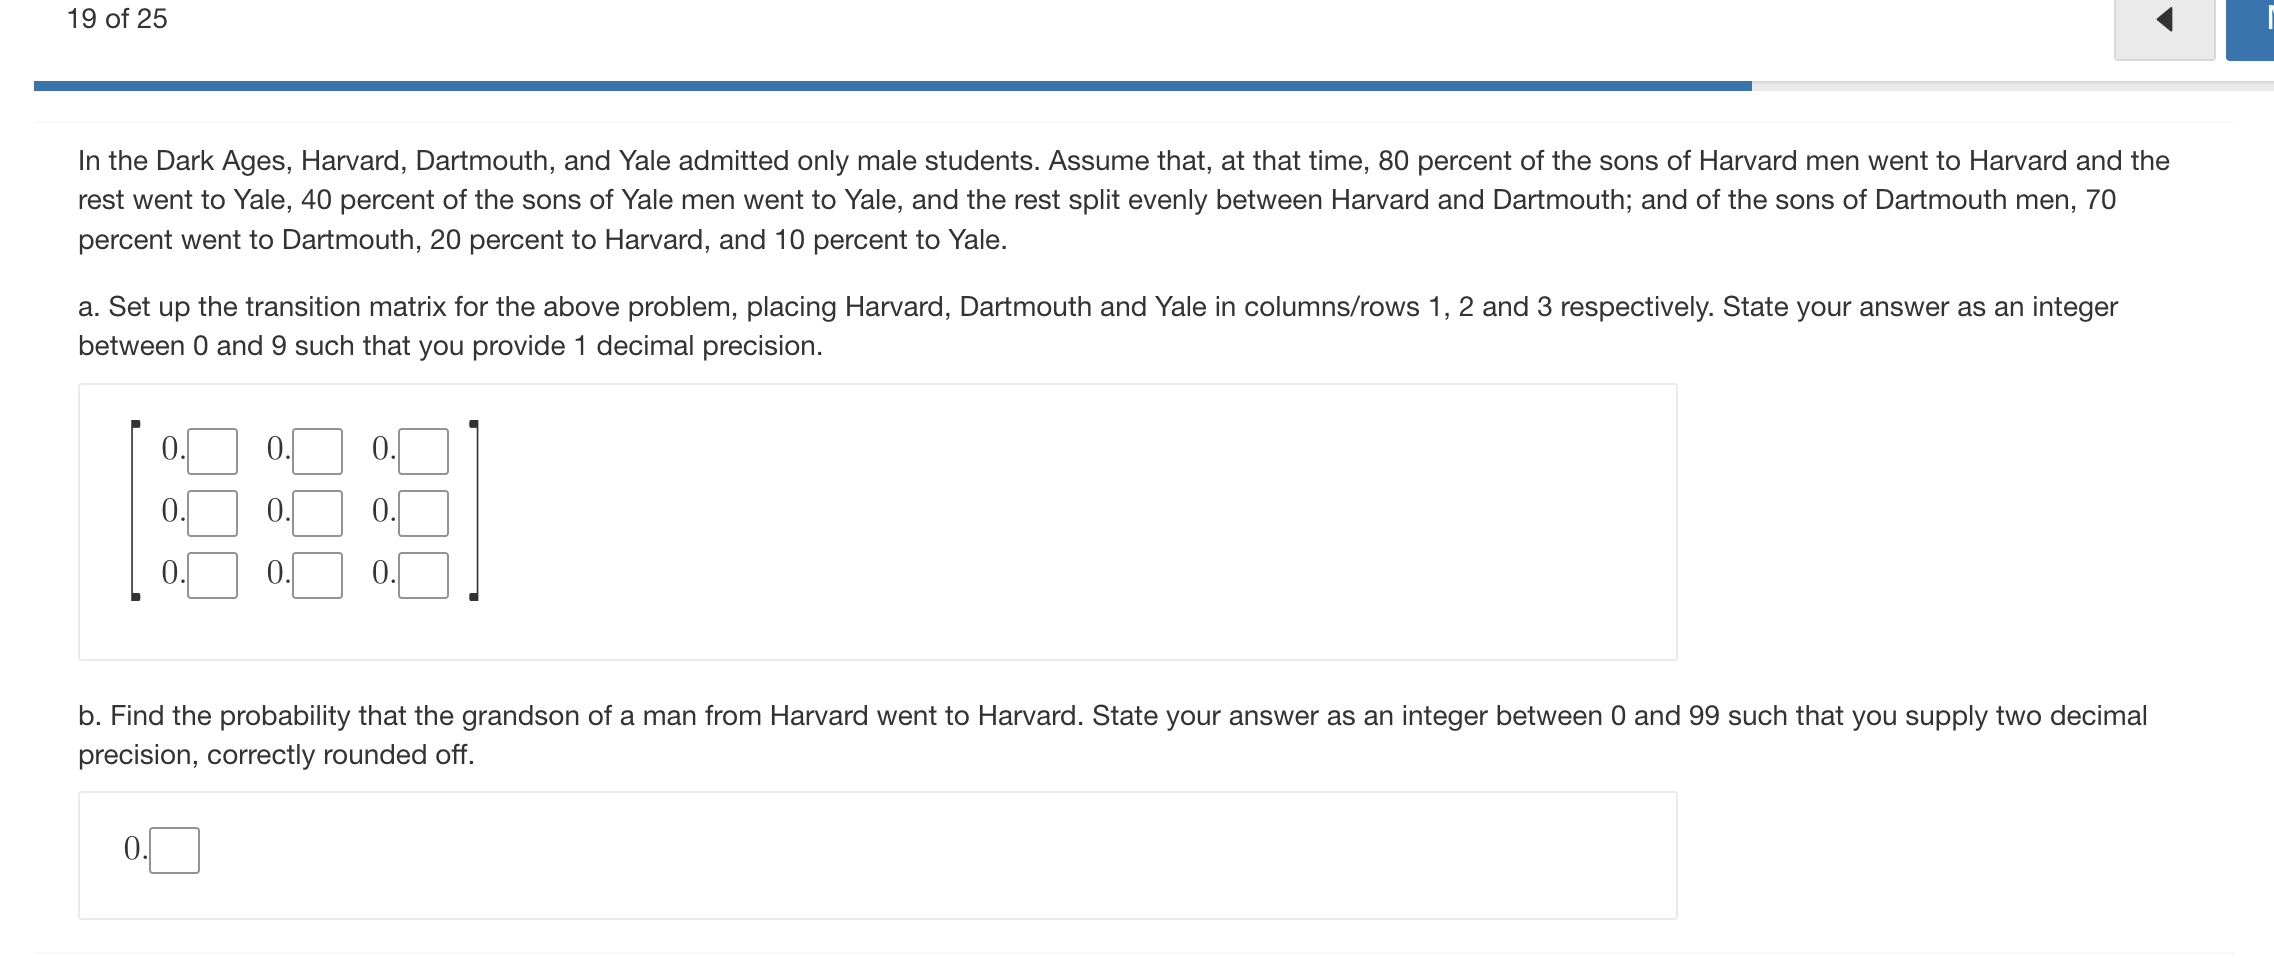 19 of 25
In the Dark Ages, Harvard, Dartmouth, and Yale admitted only male students. Assume that, at that time, 80 percent of the sons of Harvard men went to Harvard and the
rest went to Yale, 40 percent of the sons of Yale men went to Yale, and the rest split evenly between Harvard and Dartmouth; and of the sons of Dartmouth men, 70
percent went to Dartmouth, 20 percent to Harvard, and 10 percent to Yale.
a. Set up the transition matrix for the above problem, placing Harvard, Dartmouth and Yale in columns/rows 1, 2 and 3 respectively. State your answer as an integer
between 0 and 9 such that you provide 1 decimal precision.
0. 0. 0.
0. 0. 0.
0. 0. 0.
b. Find the probability that the grandson of a man from Harvard went to Harvard. State your answer as an integer between 0 and 99 such that you supply two decimal
precision, correctly rounded off.
0.